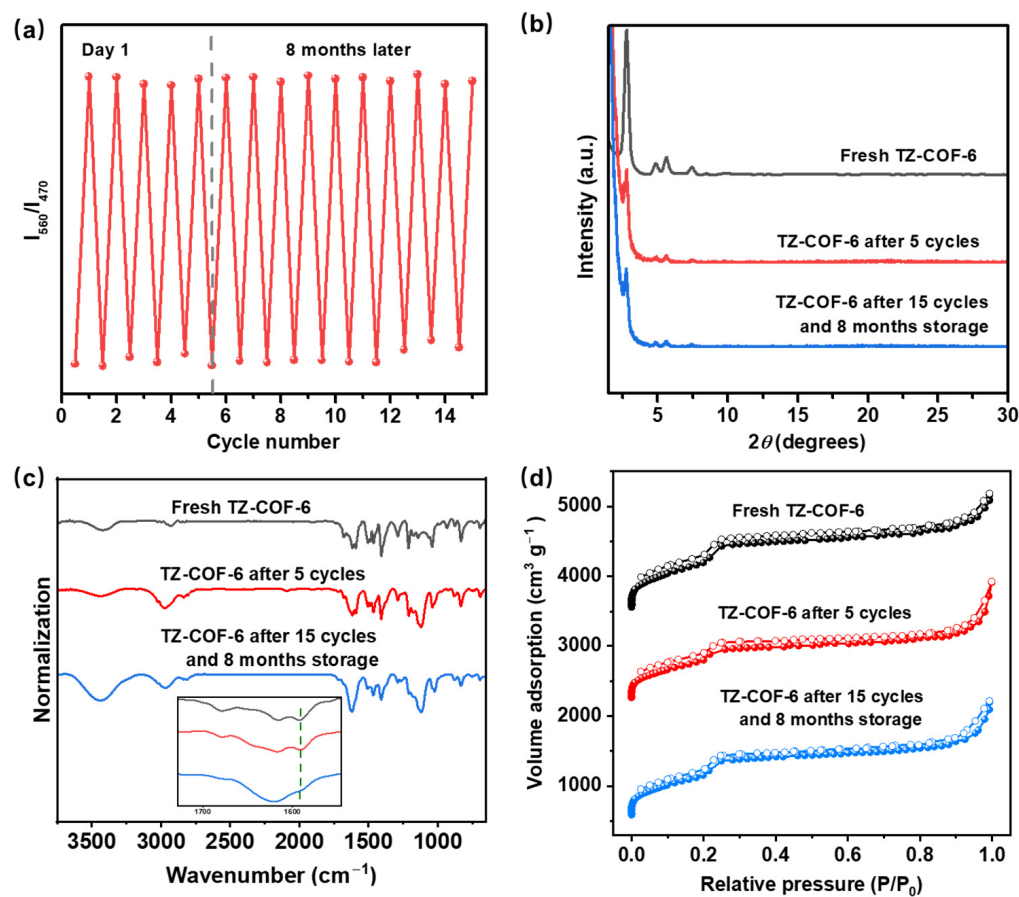 (a)
Day 1
8 months later
I560/I470
0 2 4 6 8 10 12 14
Cycle number
(b)
Fresh TZ-COF-6
TZ-COF-6 after 5 cycles
TZ-COF-6 after 15 cycles
and 8 months storage
Intensity (a.u.)
5 10 15 20 25 30
2θ (degrees)
(c)
Fresh TZ-COF-6
TZ-COF-6 after 5 cycles
TZ-COF-6 after 15 cycles
and 8 months storage
Normalization
1700 1600
3500 3000 2500 2000 1500 1000
Wavenumber (cm−1)
(d)
5000
4000
3000
2000
1000
Fresh TZ-COF-6
TZ-COF-6 after 5 cycles
TZ-COF-6 after 15 cycles
and 8 months storage
Volume adsorption (cm3 g−1)
0.0 0.2 0.4 0.6 0.8 1.0
Relative pressure (P/P0)